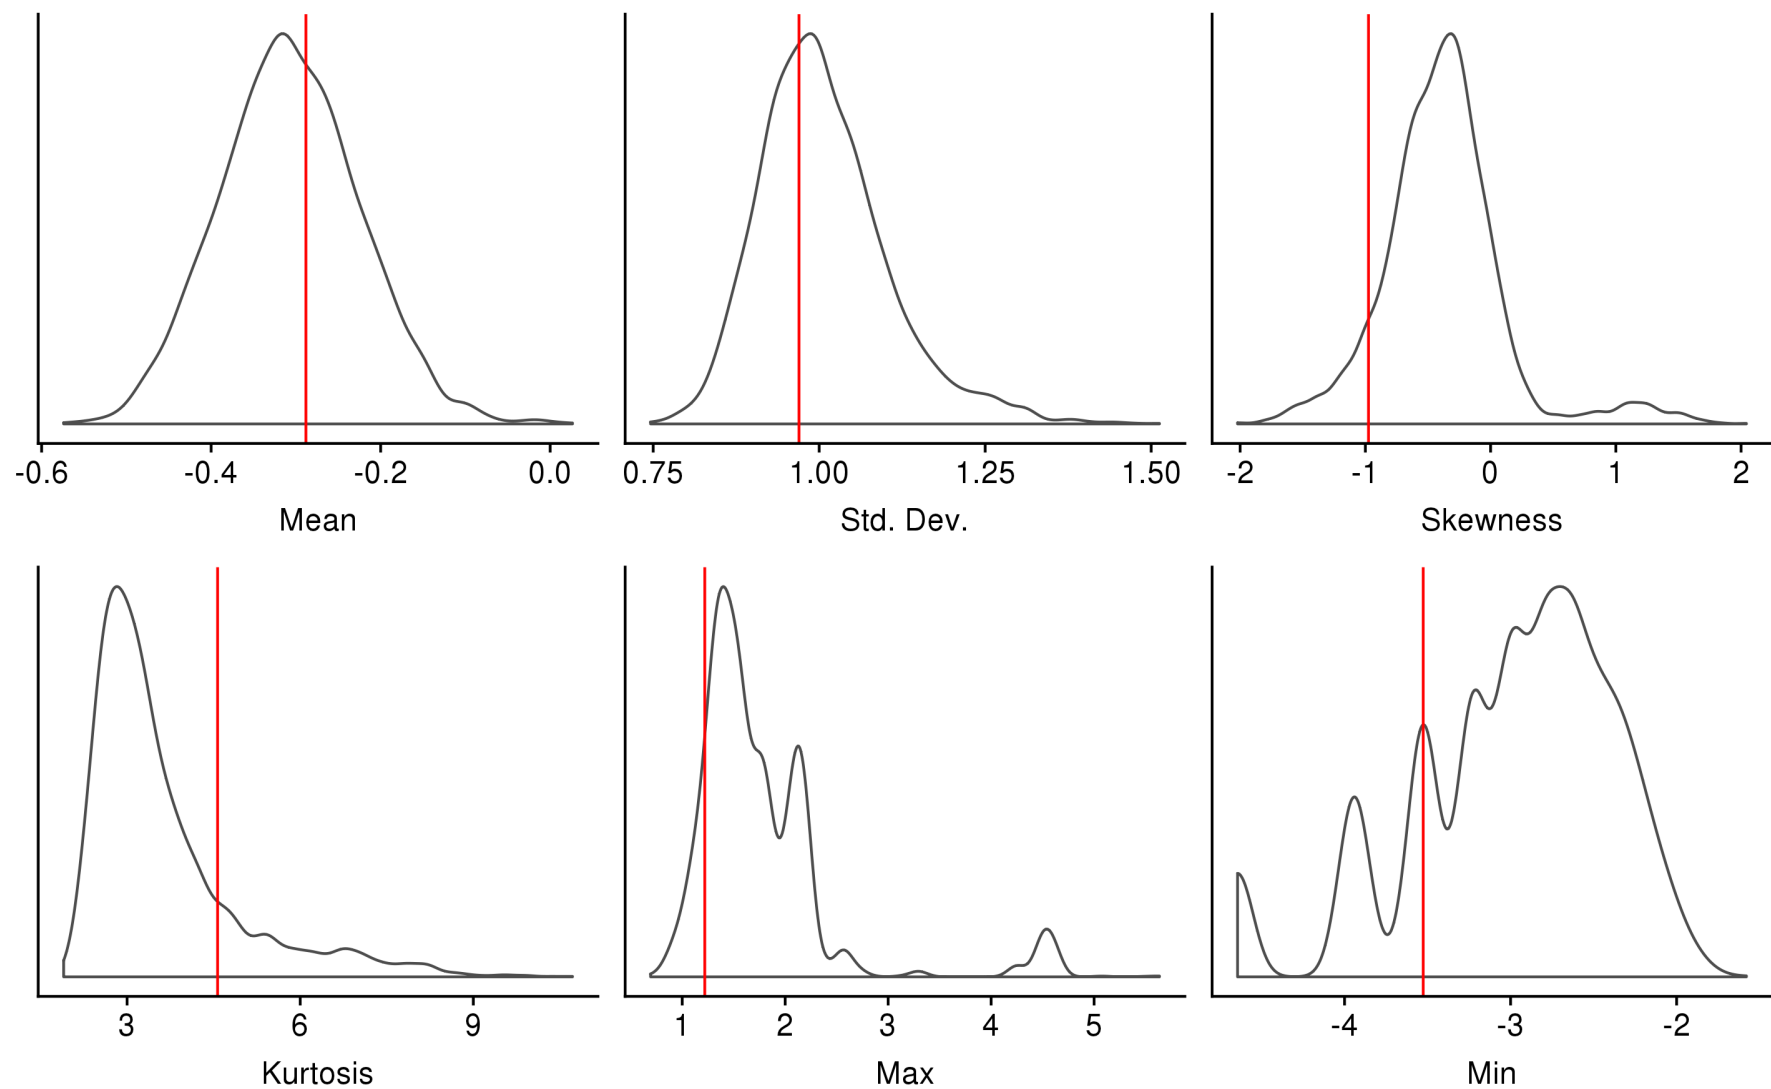 -0.6 -0.4 -0.2 0.0 0.75 1.00 1.25 1.50 -2 -1 0 1 2
Mean Std. Dev. Skewness
3 6 9 1 2 3 4 5 -4 -3 -2
Kurtosis Max Min